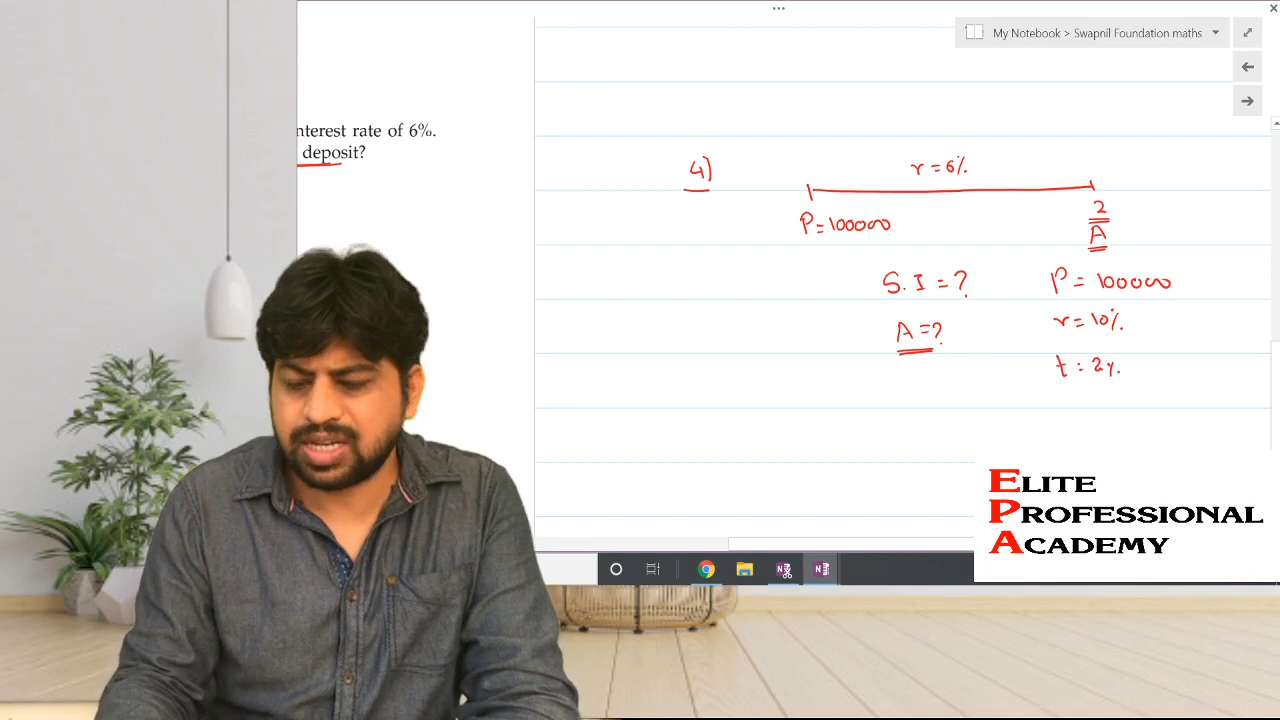 My Notebook > Swapnil Foundation maths
nterest rate of 6%.
deposit?
4)
r = 6%
P = 100000
2
A
S.I = ?
P = 100000
A = ?
r = 10%
t = 2y.
ELITE
PROFESSIONAL
ACADEMY